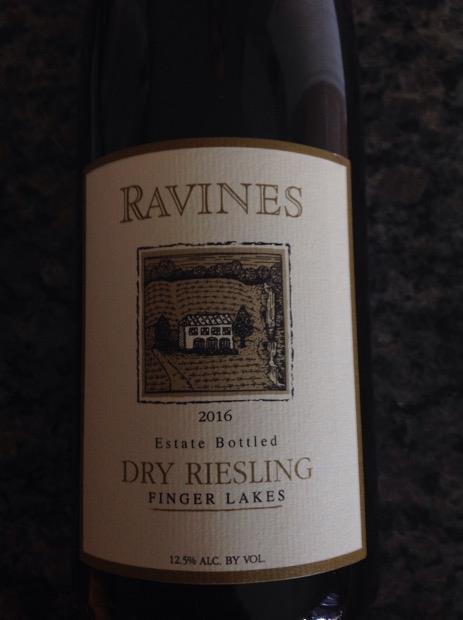 RAVINES
2016
Estate Bottled
DRY RIESLING
FINGER LAKES
12.5% ALC. BY VOL.